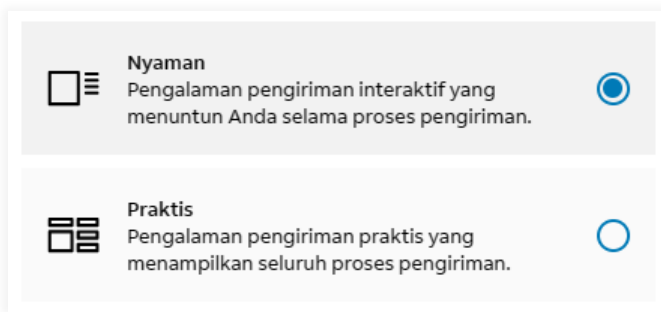 Nyaman
Pengalaman pengiriman interaktif yang
menuntun Anda selama proses pengiriman.
Praktis
Pengalaman pengiriman praktis yang
menampilkan seluruh proses pengiriman.